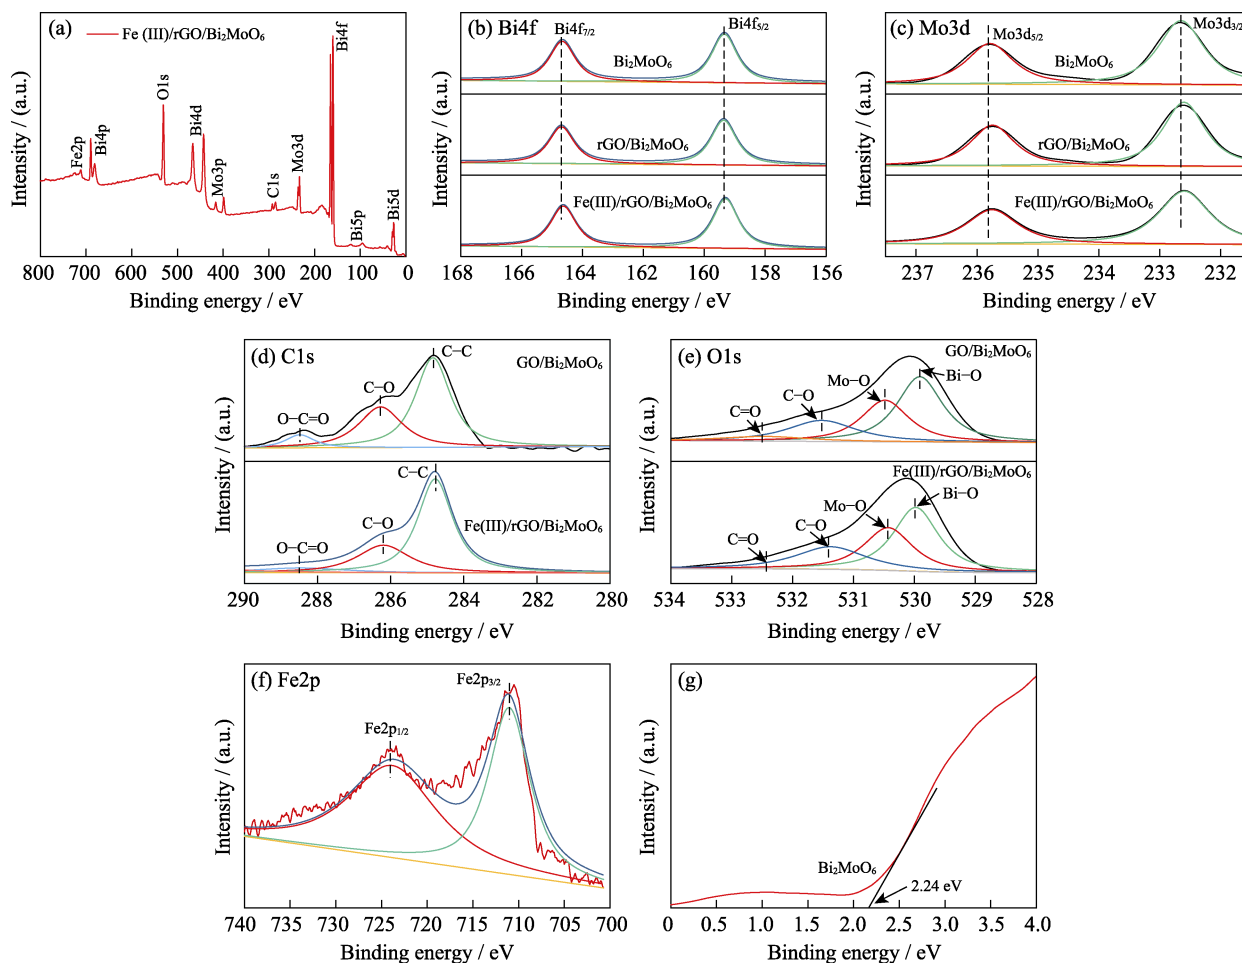 (a)
Fe (III)/rGO/Bi₂MoO₆
Fe2p
Bi4p
O1s
Bi4d
Mo3p
C1s
Mo3d
Bi4f
Bi5p
Bi5d
Intensity / (a.u.)
800 700 600 500 400 300 200 100 0
Binding energy / eV
(b) Bi4f
Bi4f₇/₂
Bi4f₅/₂
Bi₂MoO₆
rGO/Bi₂MoO₆
Fe(III)/rGO/Bi₂MoO₆
Intensity / (a.u.)
168 166 164 162 160 158 156
Binding energy / eV
(c) Mo3d
Mo3d₅/₂
Mo3d₃/₂
Bi₂MoO₆
rGO/Bi₂MoO₆
Fe(III)/rGO/Bi₂MoO₆
Intensity / (a.u.)
237 236 235 234 233 232
Binding energy / eV
(d) C1s
C−C
GO/Bi₂MoO₆
C−O
O−C=O
C−C
Fe(III)/rGO/Bi₂MoO₆
C−O
O−C=O
Intensity / (a.u.)
290 288 286 284 282 280
Binding energy / eV
(e) O1s
GO/Bi₂MoO₆
Bi−O
Mo−O
C−O
C=O
Fe(III)/rGO/Bi₂MoO₆
Bi−O
Mo−O
C−O
C=O
Intensity / (a.u.)
534 533 532 531 530 529 528
Binding energy / eV
(f) Fe2p
Fe2p₃/₂
Fe2p₁/₂
Intensity / (a.u.)
740 735 730 725 720 715 710 705 700
Binding energy / eV
(g)
Bi₂MoO₆
2.24 eV
Intensity / (a.u.)
0 0.5 1.0 1.5 2.0 2.5 3.0 3.5 4.0
Binding energy / eV